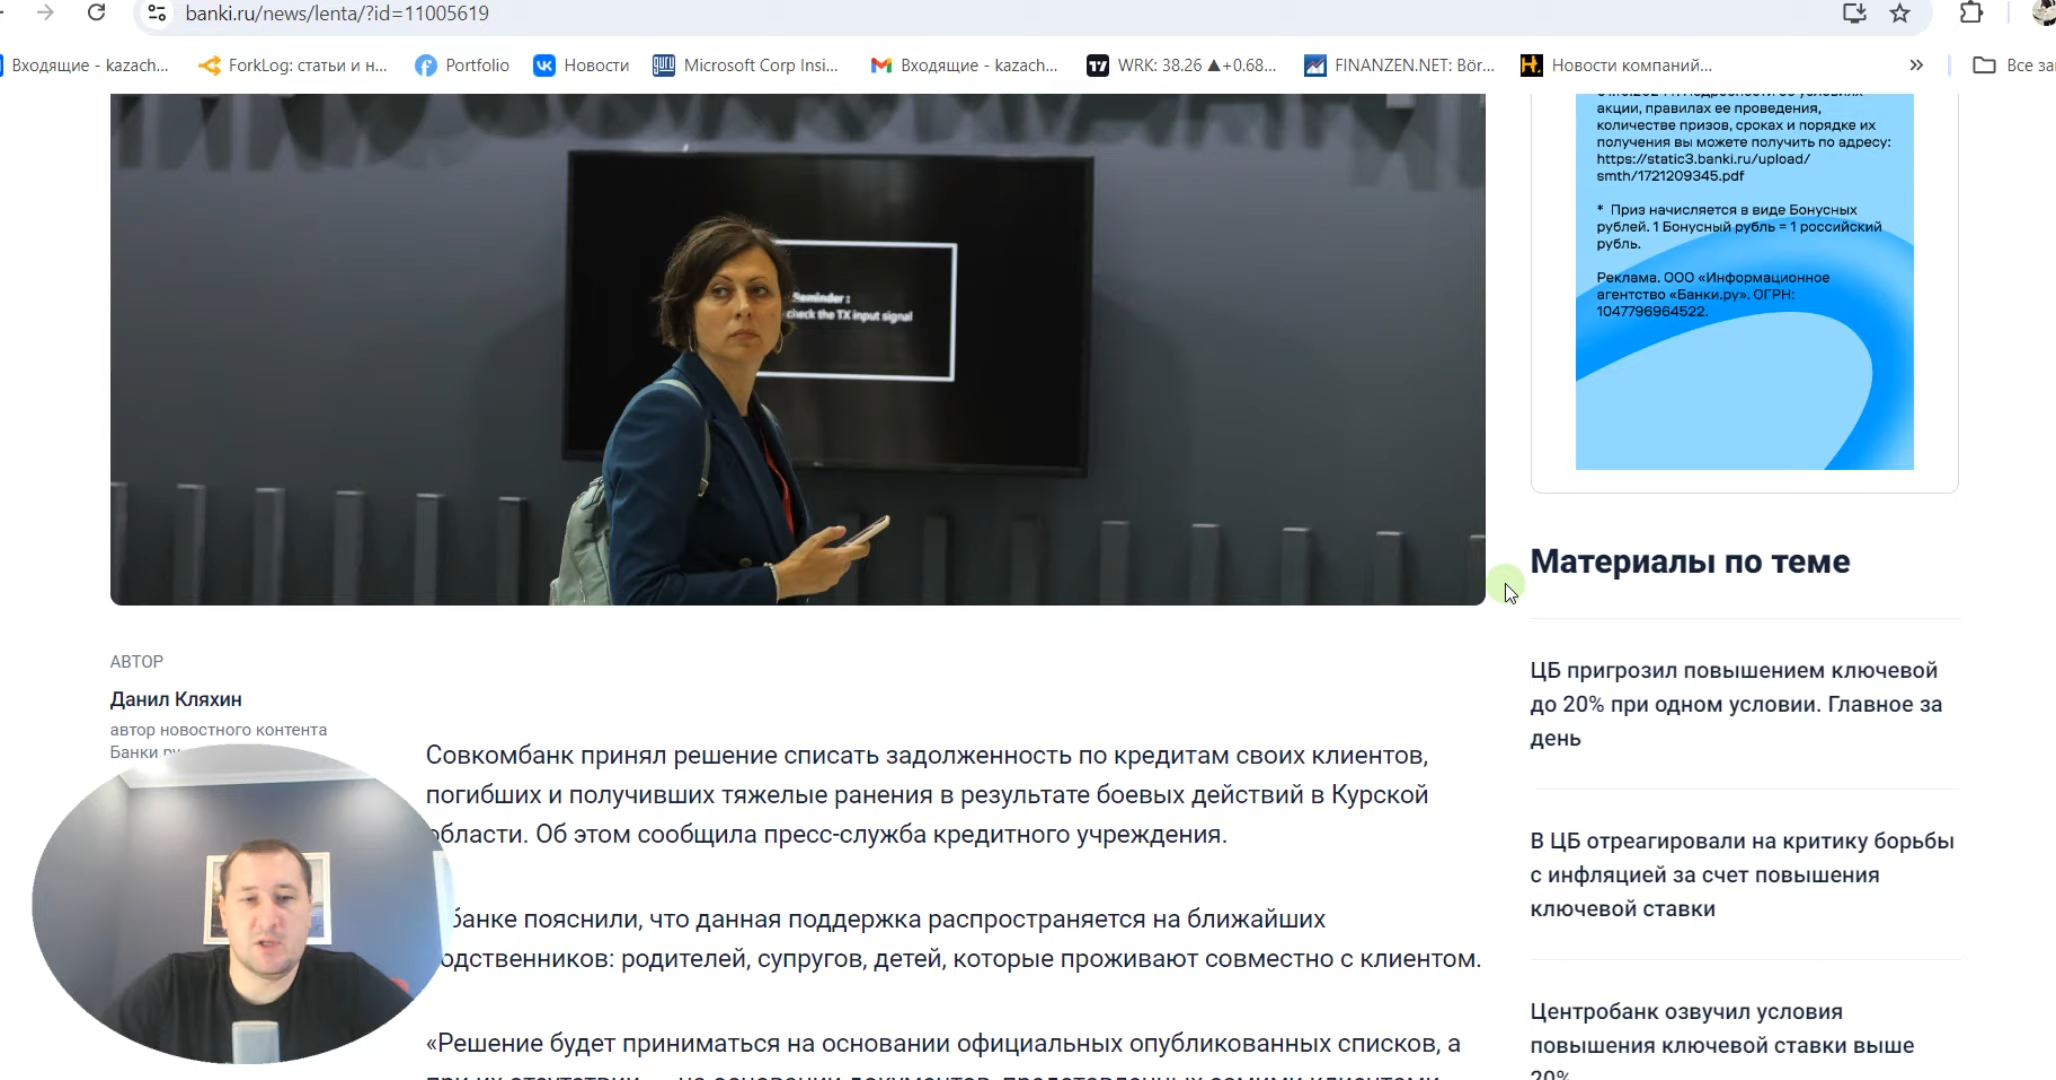 banki.ru/news/lenta/?id=11005619
Входящие - kazach...
ForkLog: статьи и н...
Portfolio
Новости
Microsoft Corp Insi...
Входящие - kazach...
WRK: 38.26 ▲+0.68...
FINANZEN.NET: Bör...
Новости компаний...
»
Все за
Reminder :
check the TX input signal
акции, правилах ее проведения,
количестве призов, сроках и порядке их
получения вы можете получить по адресу:
https://static3.banki.ru/upload/
smth/1721209345.pdf
* Приз начисляется в виде Бонусных
рублей. 1 Бонусный рубль = 1 российский
рубль.
Реклама. ООО «Информационное
агентство «Банки.ру». ОГРН:
1047796964522.
АВТОР
Данил Кляхин
автор новостного контента
Банки.ру
Совкомбанк принял решение списать задолженность по кредитам своих клиентов,
погибших и получивших тяжелые ранения в результате боевых действий в Курской
области. Об этом сообщила пресс-служба кредитного учреждения.
банке пояснили, что данная поддержка распространяется на ближайших
одственников: родителей, супругов, детей, которые проживают совместно с клиентом.
«Решение будет приниматься на основании официальных опубликованных списков, а
Материалы по теме
ЦБ пригрозил повышением ключевой
до 20% при одном условии. Главное за
день
В ЦБ отреагировали на критику борьбы
с инфляцией за счет повышения
ключевой ставки
Центробанк озвучил условия
повышения ключевой ставки выше
20%